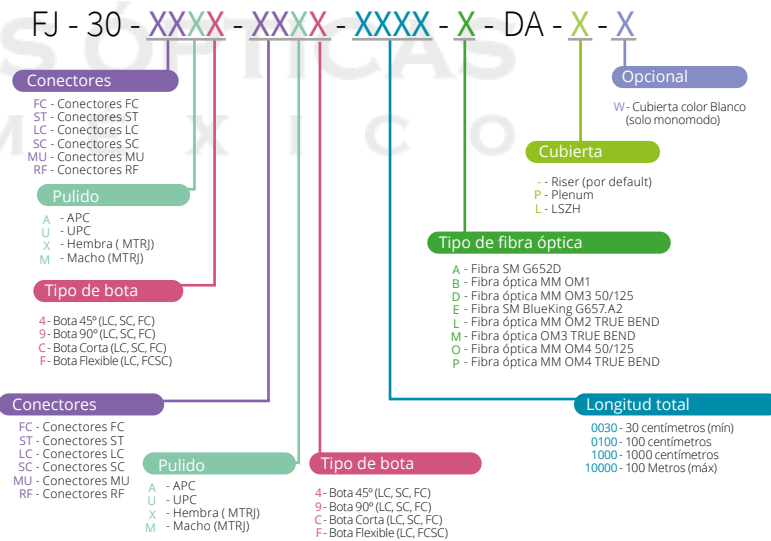 FJ - 30 - XXXX - XXXX - XXXX - X - DA - X - X
S ÓPTICAS
MEXICO
Conectores
FC - Conectores FC
ST - Conectores ST
LC - Conectores LC
SC - Conectores SC
MU - Conectores MU
RF - Conectores RF
Pulido
A - APC
U - UPC
X - Hembra ( MTRJ)
M - Macho (MTRJ)
Tipo de bota
4 - Bota 45º (LC, SC, FC)
9 - Bota 90º (LC, SC, FC)
C - Bota Corta (LC, SC, FC)
F - Bota Flexible (LC, FCSC)
Conectores
FC - Conectores FC
ST - Conectores ST
LC - Conectores LC
SC - Conectores SC
MU - Conectores MU
RF - Conectores RF
Pulido
A - APC
U - UPC
X - Hembra ( MTRJ)
M - Macho (MTRJ)
Tipo de bota
4 - Bota 45º (LC, SC, FC)
9 - Bota 90º (LC, SC, FC)
C - Bota Corta (LC, SC, FC)
F - Bota Flexible (LC, FCSC)
Opcional
W - Cubierta color Blanco
(solo monomodo)
Cubierta
- - Riser (por default)
P - Plenum
L - LSZH
Tipo de fibra óptica
A - Fibra SM G652D
B - Fibra óptica MM OM1
D - Fibra óptica MM OM3 50/125
E - Fibra SM BlueKing G657.A2
L - Fibra óptica MM OM2 TRUE BEND
M - Fibra óptica OM3 TRUE BEND
O - Fibra óptica MM OM4 50/125
P - Fibra óptica MM OM4 TRUE BEND
Longitud total
0030 - 30 centímetros (mín)
0100 - 100 centímetros
1000 - 1000 centímetros
10000 - 100 Metros (máx)